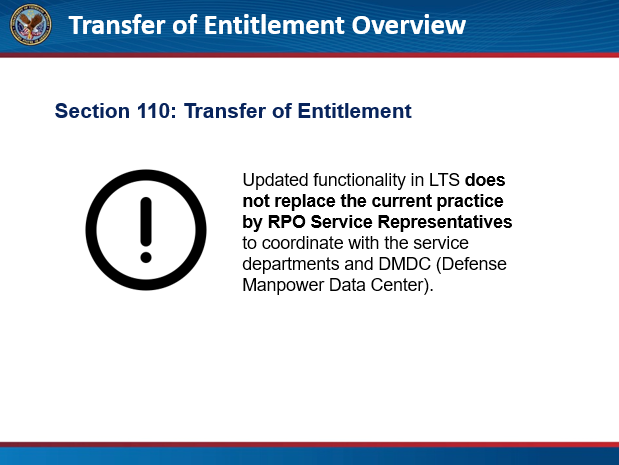 Transfer of Entitlement Overview
Section 110: Transfer of Entitlement
Updated functionality in LTS does
not replace the current practice
by RPO Service Representatives
to coordinate with the service
departments and DMDC (Defense
Manpower Data Center).